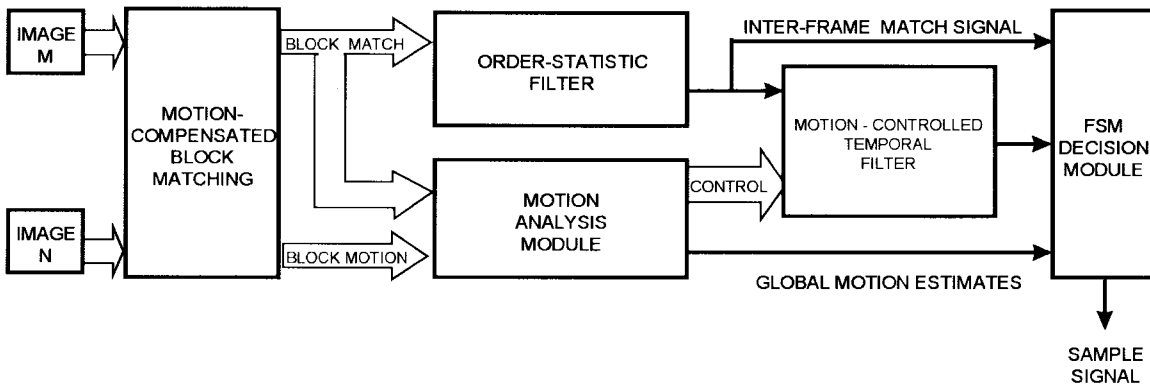 IMAGE
M
MOTION-
COMPENSATED
BLOCK
MATCHING
IMAGE
N
BLOCK MATCH
BLOCK MOTION
ORDER-STATISTIC
FILTER
MOTION
ANALYSIS
MODULE
INTER-FRAME MATCH SIGNAL
MOTION - CONTROLLED
TEMPORAL
FILTER
CONTROL
GLOBAL MOTION ESTIMATES
FSM
DECISION
MODULE
SAMPLE
SIGNAL